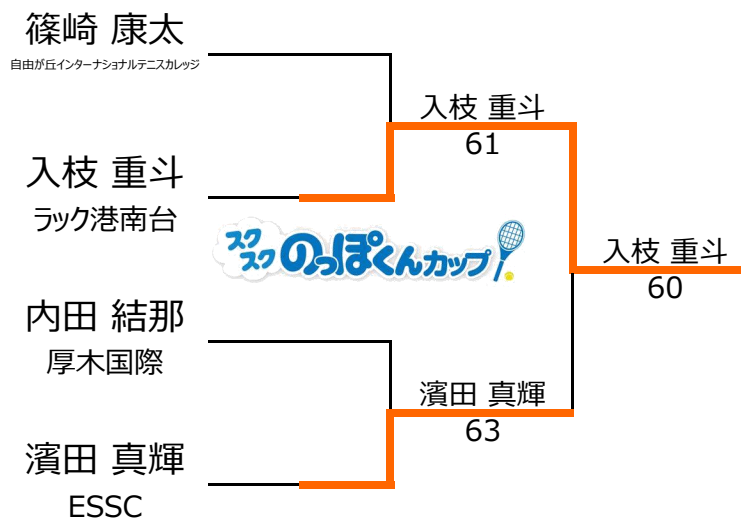 篠崎 康太
自由が丘インターナショナルテニスカレッジ
入枝 重斗
61
入枝 重斗
ラック港南台
スク
スク のっぽくんカップ
入枝 重斗
60
内田 結那
厚木国際
濱田 真輝
63
濱田 真輝
ESSC